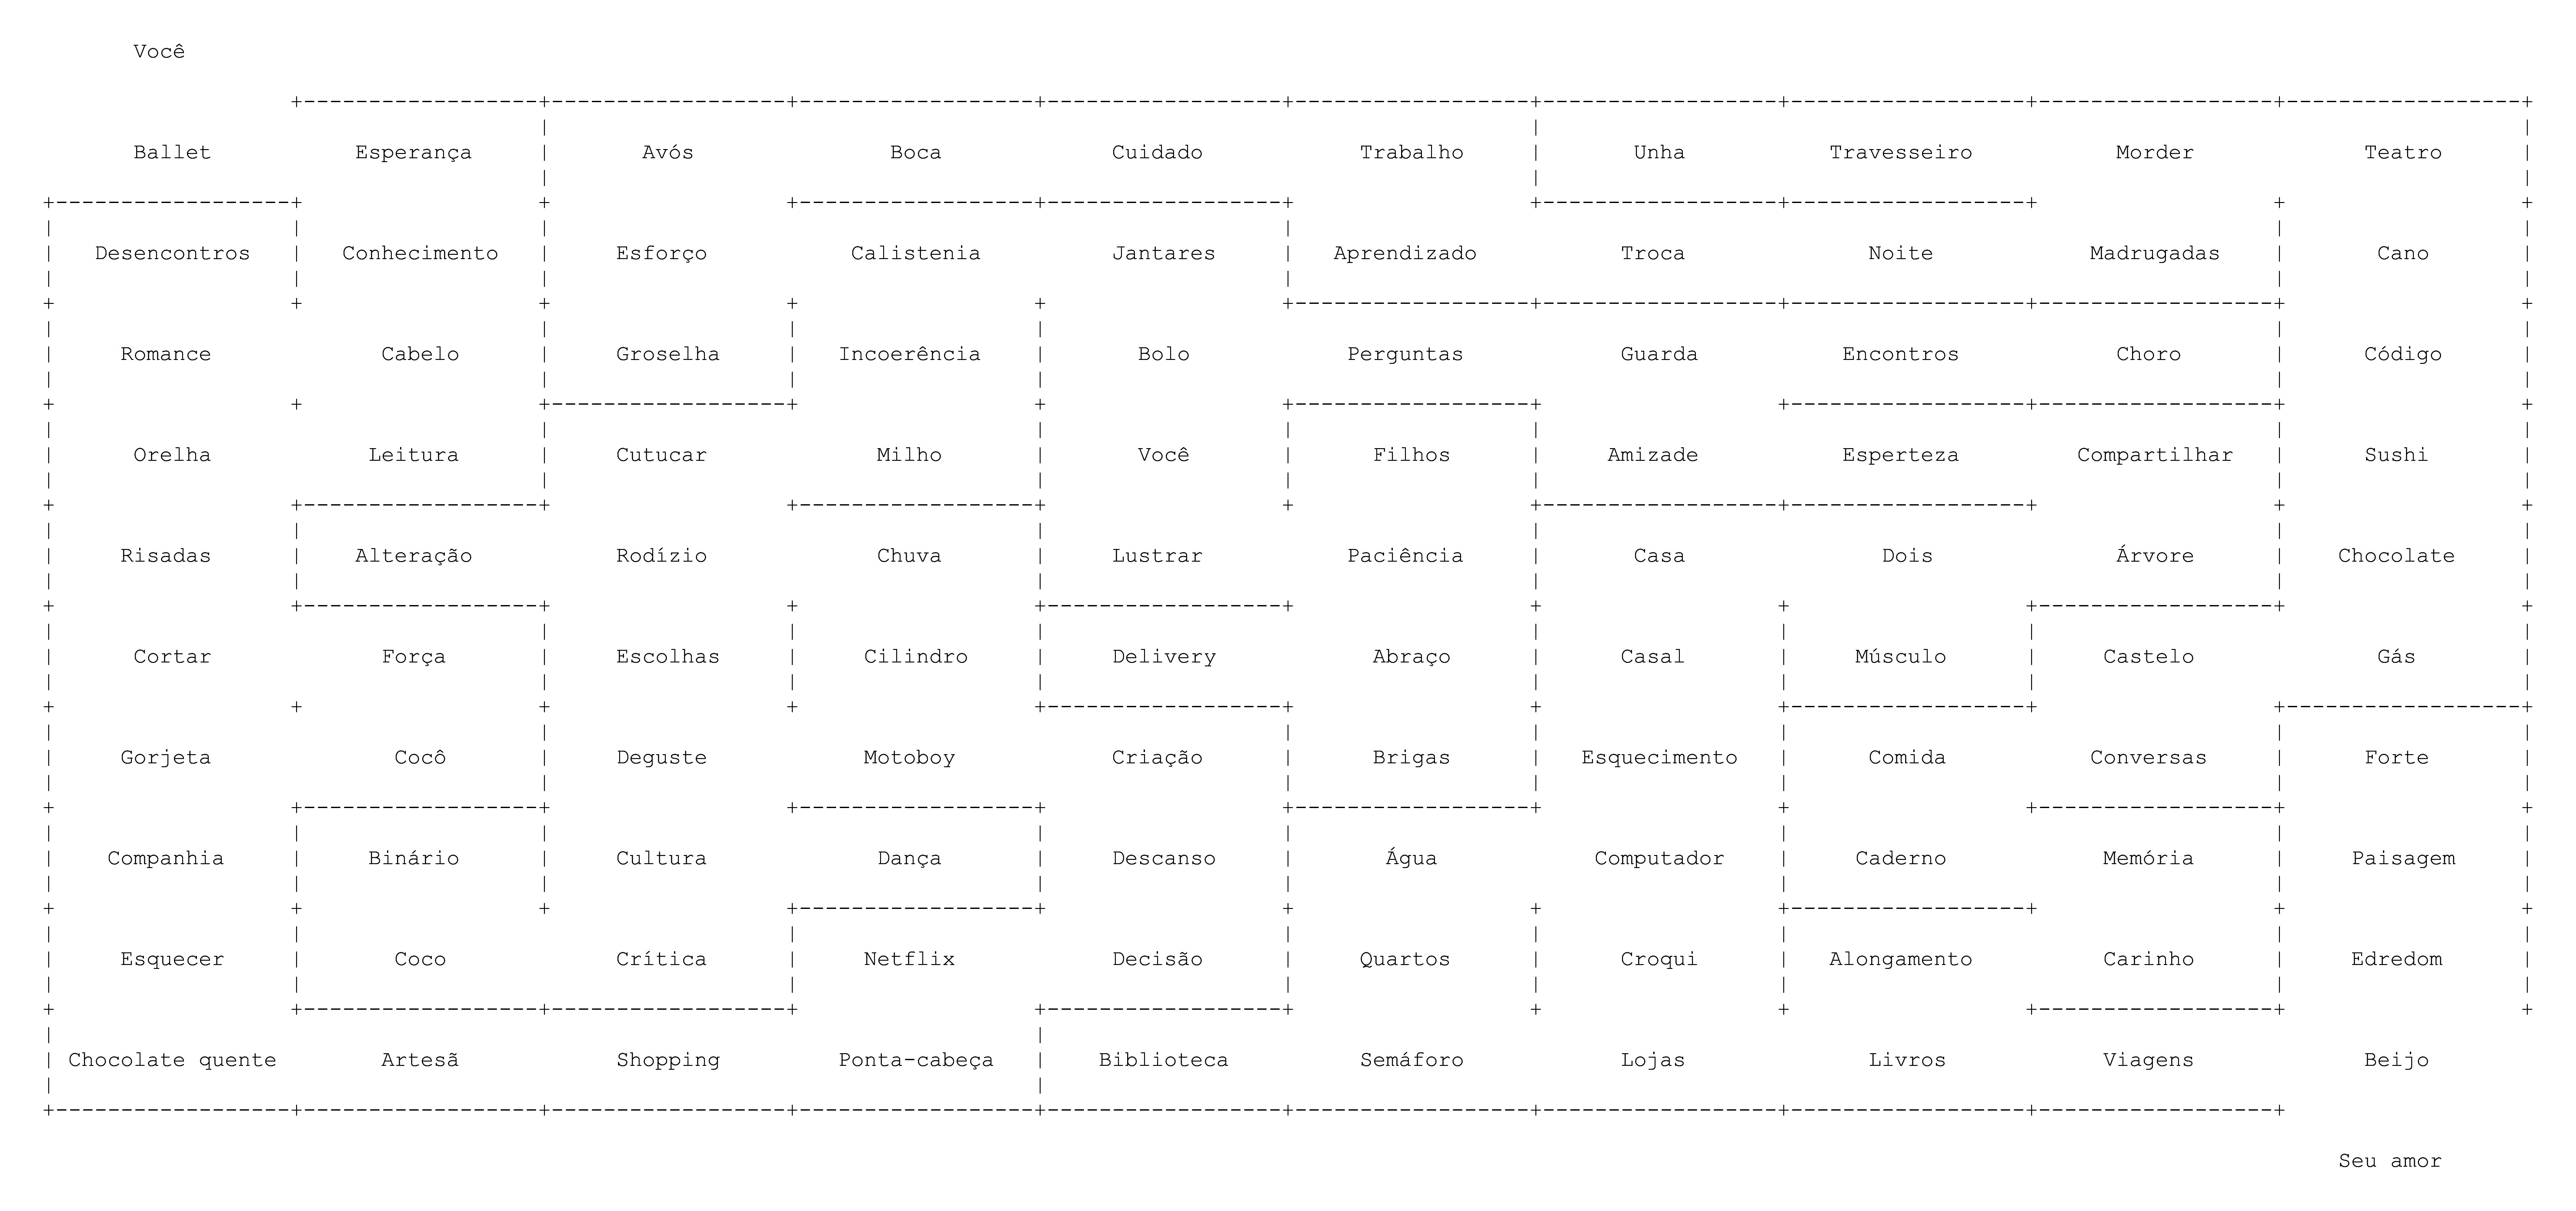 Você
Ballet Esperança Avós Boca Cuidado Trabalho Unha Travesseiro Morder Teatro
Desencontros Conhecimento Esforço Calistenia Jantares Aprendizado Troca Noite Madrugadas Cano
Romance Cabelo Groselha Incoerência Bolo Perguntas Guarda Encontros Choro Código
Orelha Leitura Cutucar Milho Você Filhos Amizade Esperteza Compartilhar Sushi
Risadas Alteração Rodízio Chuva Lustrar Paciência Casa Dois Árvore Chocolate
Cortar Força Escolhas Cilindro Delivery Abraço Casal Músculo Castelo Gás
Gorjeta Cocô Deguste Motoboy Criação Brigas Esquecimento Comida Conversas Forte
Companhia Binário Cultura Dança Descanso Água Computador Caderno Memória Paisagem
Esquecer Coco Crítica Netflix Decisão Quartos Croqui Alongamento Carinho Edredom
Chocolate quente Artesã Shopping Ponta-cabeça Biblioteca Semáforo Lojas Livros Viagens Beijo
Seu amor